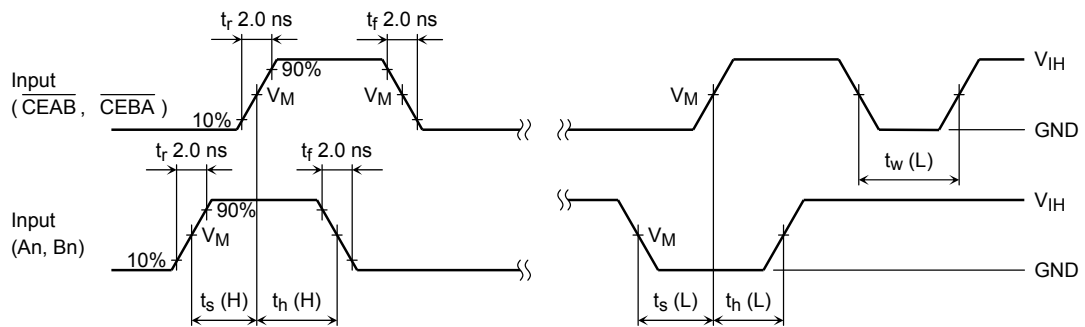 tr 2.0 ns tf 2.0 ns
Input
(CEAB, CEBA)
90%
VM VM VM
10%
VIH
GND
tw (L)
tr 2.0 ns tf 2.0 ns
Input
(An, Bn)
90%
VM VM
10%
VIH
GND
ts (H) th (H) ts (L) th (L)